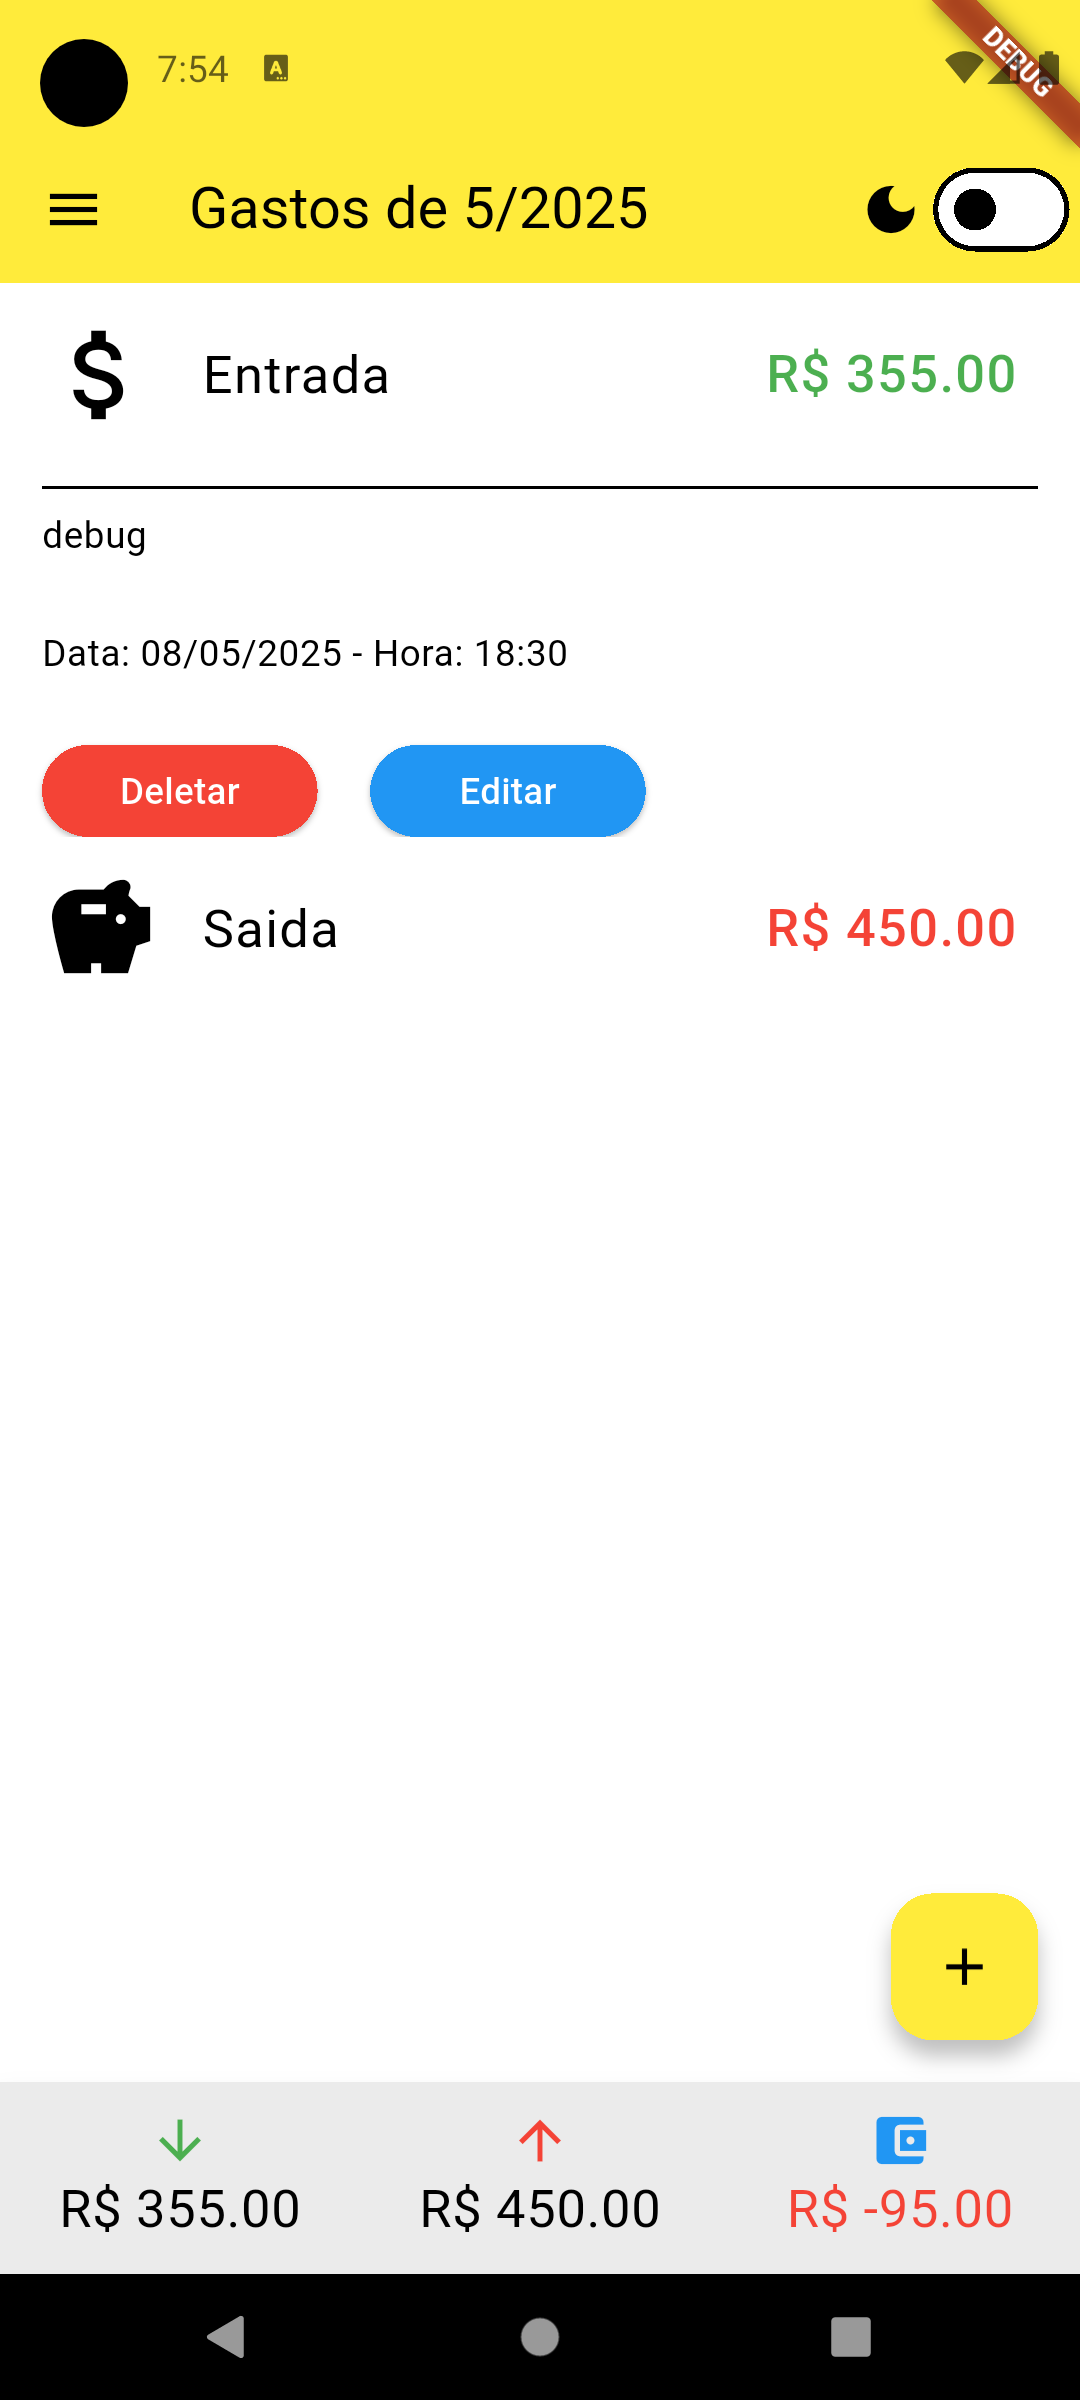 7:54
DEBUG
Gastos de 5/2025
Entrada R$ 355.00
debug
Data: 08/05/2025 - Hora: 18:30
Deletar Editar
Saida R$ 450.00
R$ 355.00 R$ 450.00 R$ -95.00